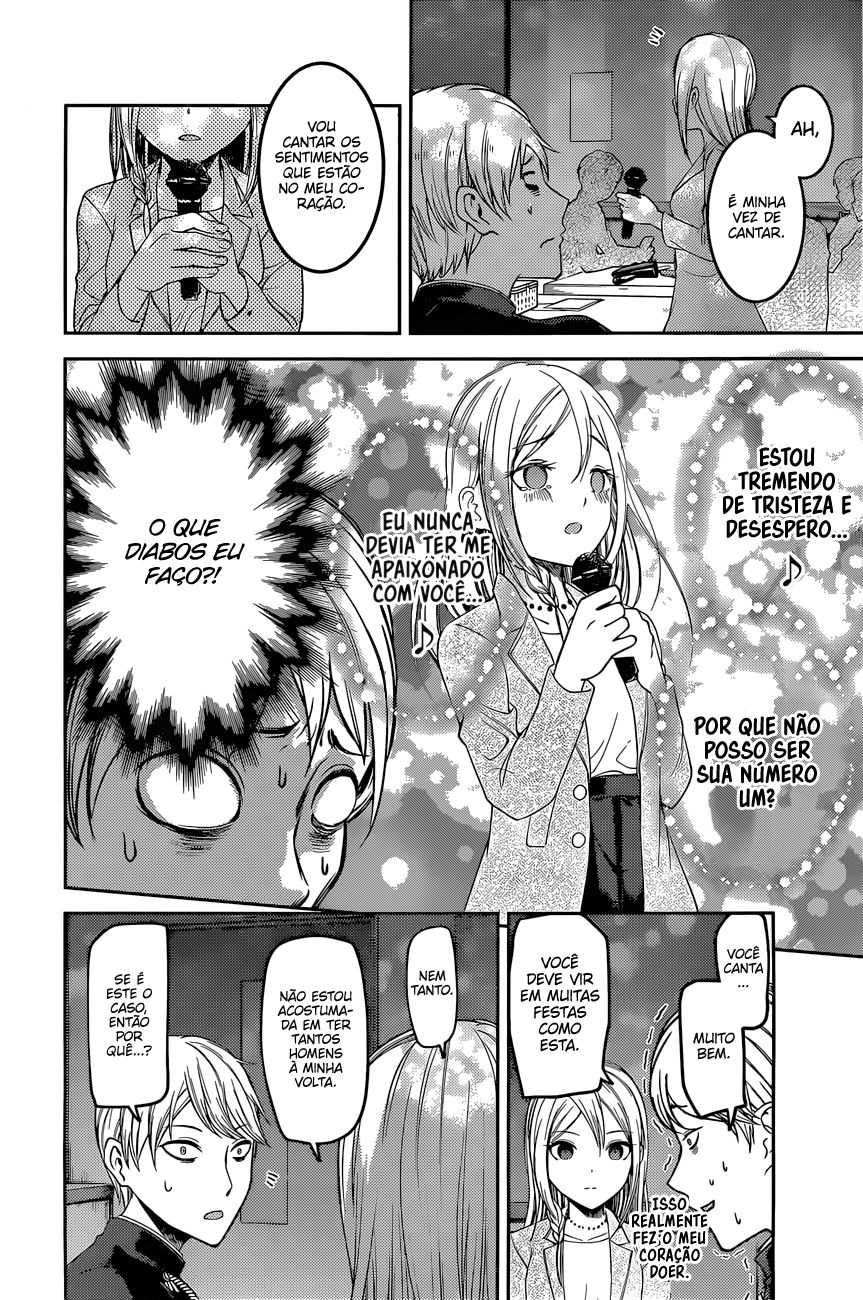 AH,
É MINHA
VEZ DE
CANTAR.
VOU
CANTAR OS
SENTIMENTOS
QUE ESTÃO
NO MEU CO-
RAÇÃO.
ESTOU
TREMENDO
DE TRISTEZA E
DESESPERO...
EU NUNCA
DEVIA TER ME
APAIXONADO
COM VOCÊ...
POR QUE NÃO
POSSO SER
SUA NÚMERO
UM?
O QUE
DIABOS EU
FAÇO?!
VOCÊ
CANTA
...
MUITO
BEM.
VOCÊ
DEVE VIR
EM MUITAS
FESTAS
COMO
ESTA.
ISSO
REALMENTE
FEZ O MEU
CORAÇÃO
DOER.
NEM
TANTO.
NÃO ESTOU
ACOSTUMA-
DA EM TER
TANTOS
HOMENS
À MINHA
VOLTA.
SE É
ESTE O
CASO,
ENTÃO
POR
QUÊ...?